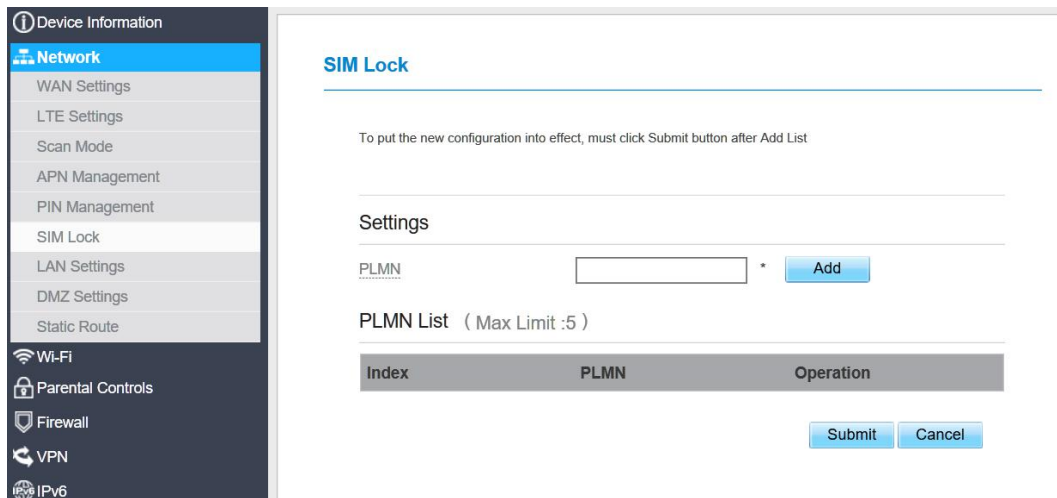 Device Information
Network
WAN Settings
LTE Settings
Scan Mode
APN Management
PIN Management
SIM Lock
LAN Settings
DMZ Settings
Static Route
Wi-Fi
Parental Controls
Firewall
VPN
IPv6 IPv6
SIM Lock
To put the new configuration into effect, must click Submit button after Add List
Settings
PLMN * Add
PLMN List ( Max Limit :5 )
Index PLMN Operation
Submit Cancel